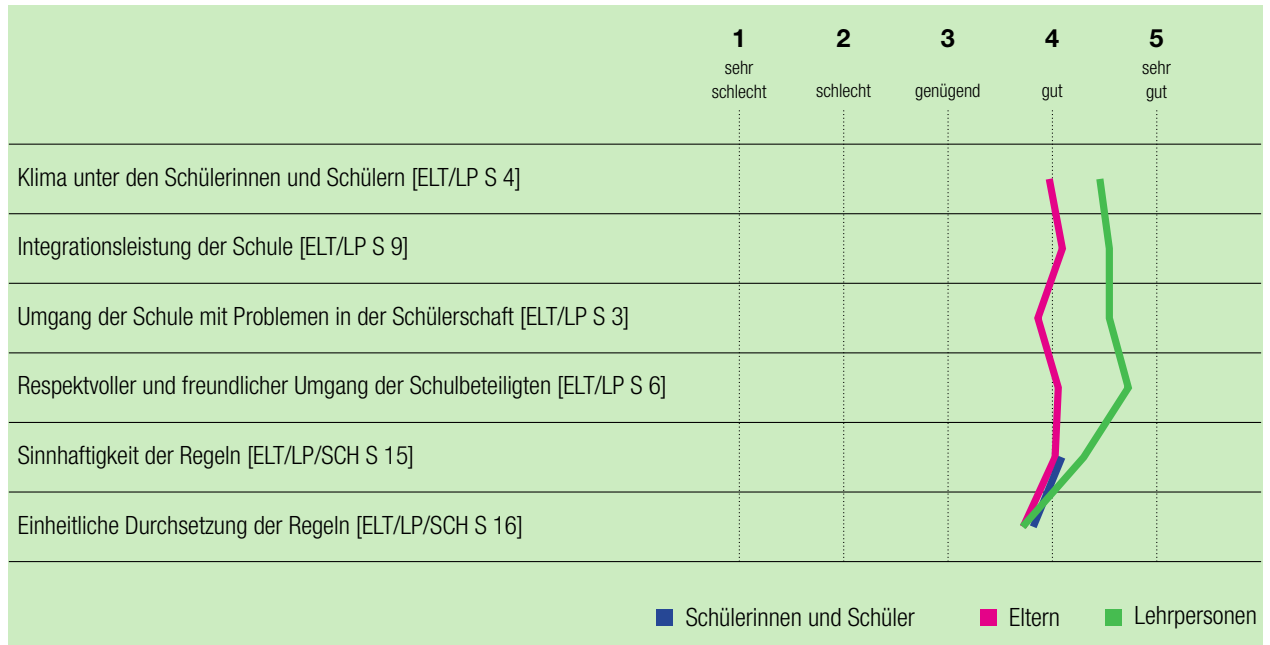 1 2 3 4 5
sehr schlecht schlecht genügend gut sehr gut
Klima unter den Schülerinnen und Schülern [ELT/LP S 4]
Integrationsleistung der Schule [ELT/LP S 9]
Umgang der Schule mit Problemen in der Schülerschaft [ELT/LP S 3]
Respektvoller und freundlicher Umgang der Schulbeteiligten [ELT/LP S 6]
Sinnhaftigkeit der Regeln [ELT/LP/SCH S 15]
Einheitliche Durchsetzung der Regeln [ELT/LP/SCH S 16]
Schülerinnen und Schüler Eltern Lehrpersonen